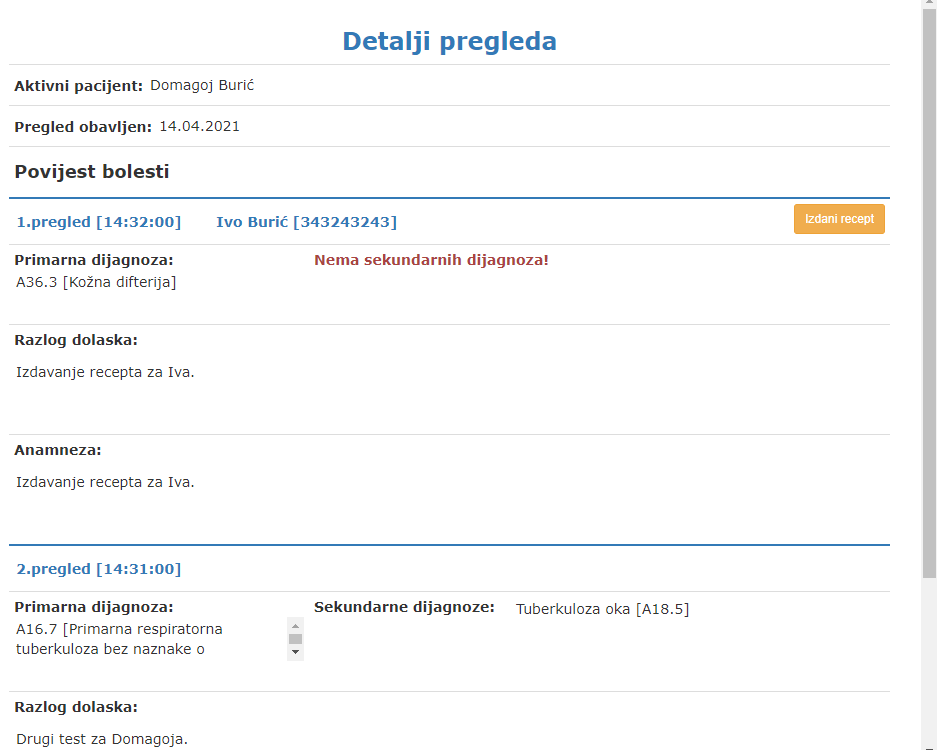 Detalji pregleda
Aktivni pacijent: Domagoj Burić
Pregled obavljen: 14.04.2021
Povijest bolesti
1.pregled [14:32:00] Ivo Burić [343243243] Izdani recept
Primarna dijagnoza: Nema sekundarnih dijagnoza!
A36.3 [Kožna difterija]
Razlog dolaska:
Izdavanje recepta za Iva.
Anamneza:
Izdavanje recepta za Iva.
2.pregled [14:31:00]
Primarna dijagnoza: Sekundarne dijagnoze: Tuberkuloza oka [A18.5]
A16.7 [Primarna respiratorna
tuberkuloza bez naznake o
Razlog dolaska:
Drugi test za Domagoja.